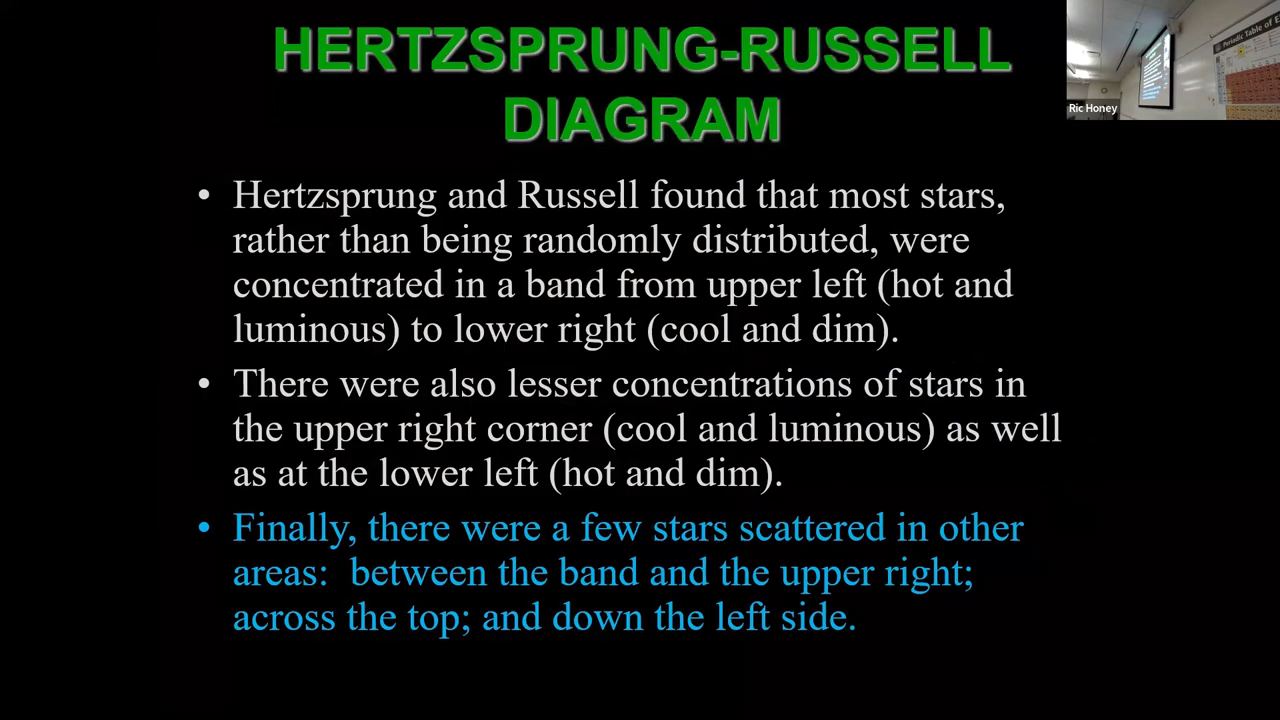 HERTZSPRUNG-RUSSELL
DIAGRAM
• Hertzsprung and Russell found that most stars,
rather than being randomly distributed, were
concentrated in a band from upper left (hot and
luminous) to lower right (cool and dim).
• There were also lesser concentrations of stars in
the upper right corner (cool and luminous) as well
as at the lower left (hot and dim).
• Finally, there were a few stars scattered in other
areas:  between the band and the upper right;
across the top; and down the left side.
Periodic Table of
Ric Honey